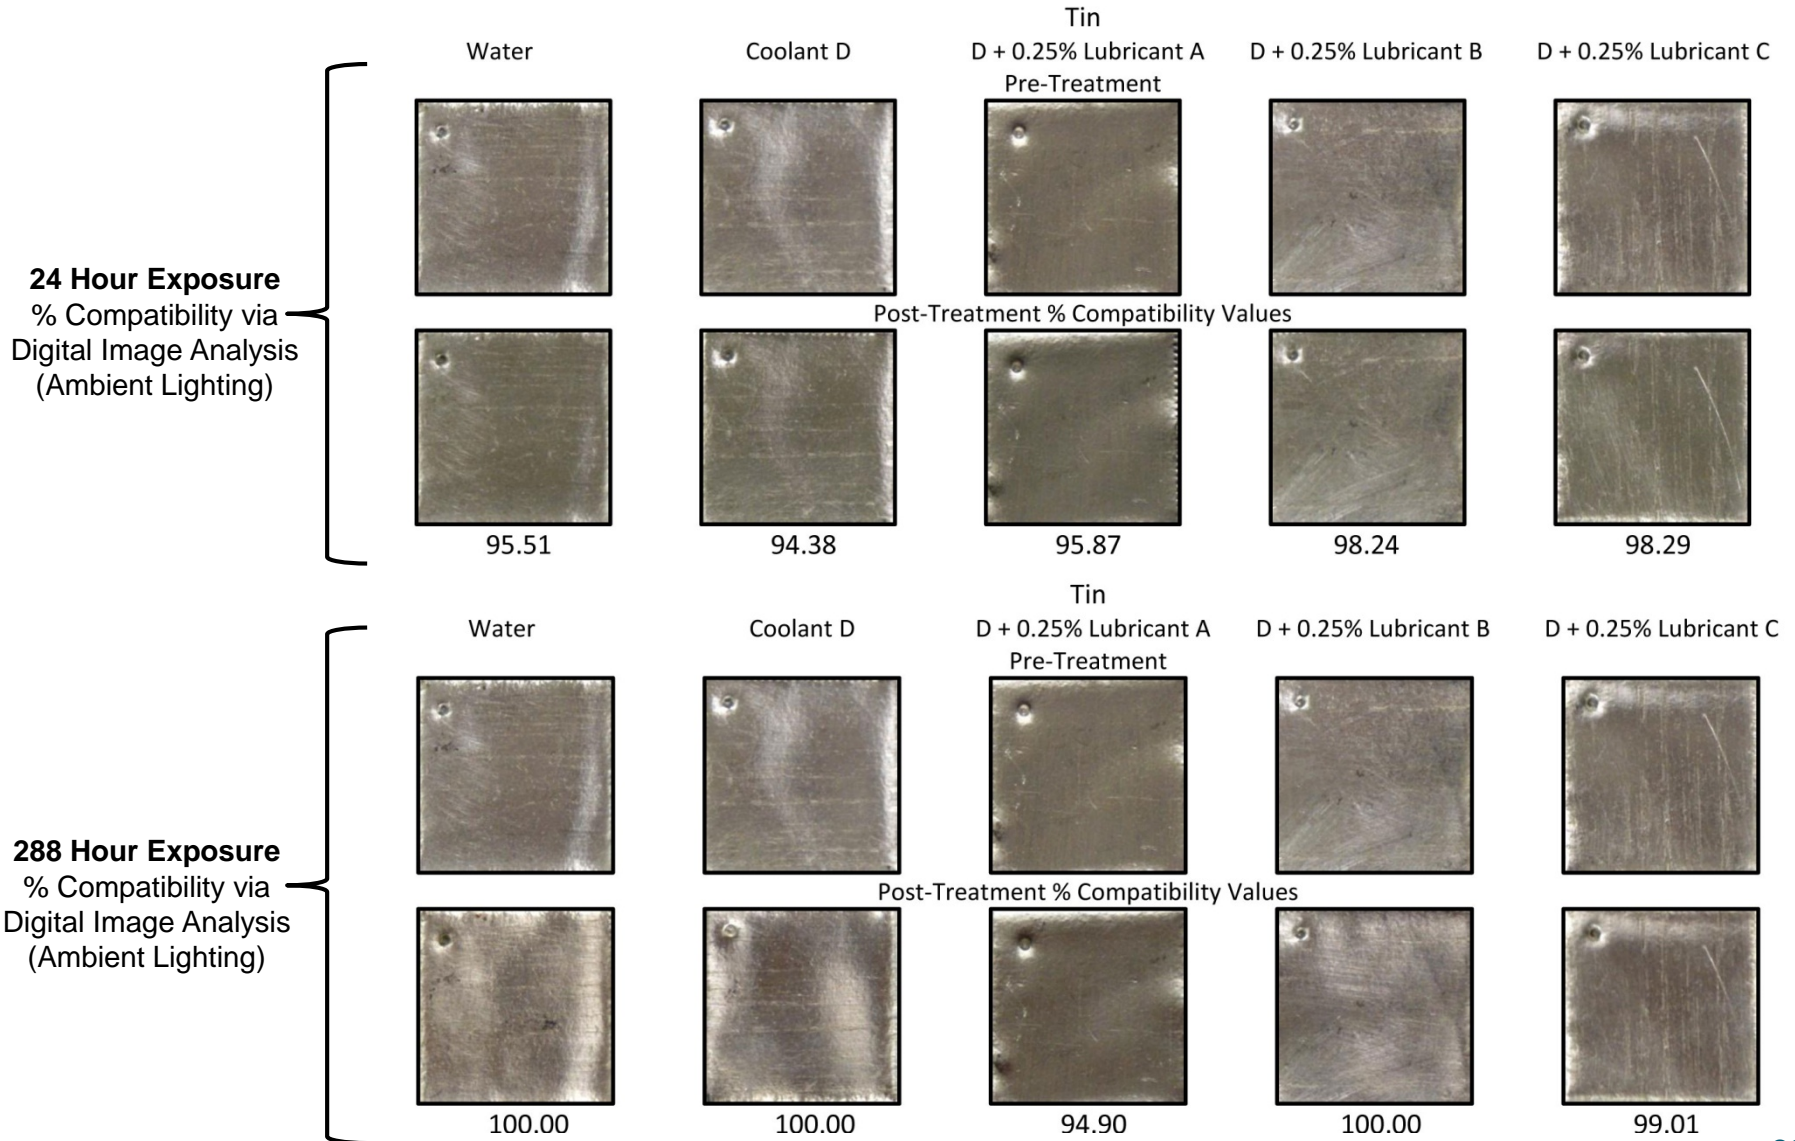 Tin
Water
Coolant D
D + 0.25% Lubricant A
D + 0.25% Lubricant B
D + 0.25% Lubricant C
Pre-Treatment
24 Hour Exposure
% Compatibility via
Digital Image Analysis
(Ambient Lighting)
Post-Treatment % Compatibility Values
95.51
94.38
95.87
98.24
98.29
Tin
Water
Coolant D
D + 0.25% Lubricant A
D + 0.25% Lubricant B
D + 0.25% Lubricant C
Pre-Treatment
288 Hour Exposure
% Compatibility via
Digital Image Analysis
(Ambient Lighting)
Post-Treatment % Compatibility Values
100.00
100.00
94.90
100.00
99.01